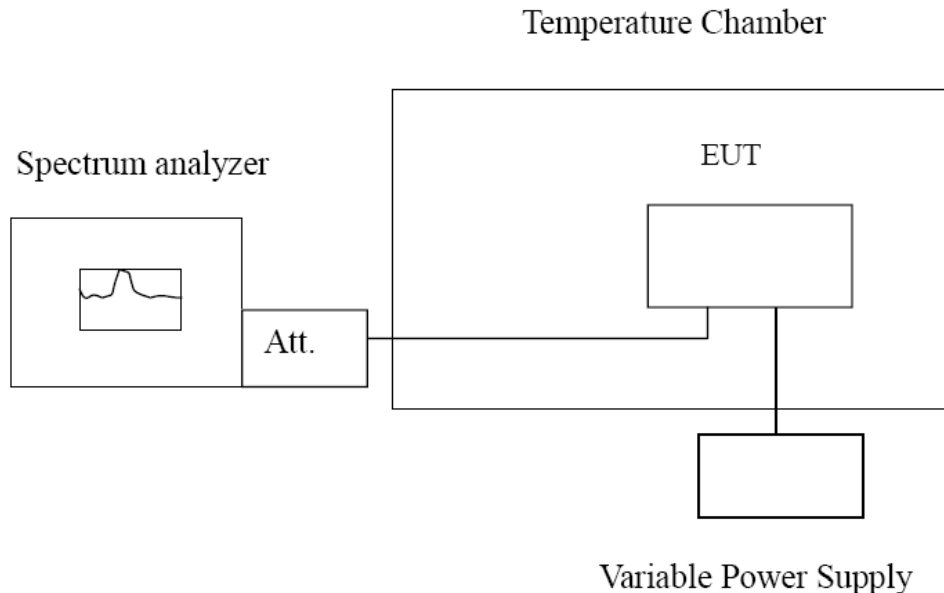 Temperature Chamber
Spectrum analyzer
EUT
Att.
Variable Power Supply